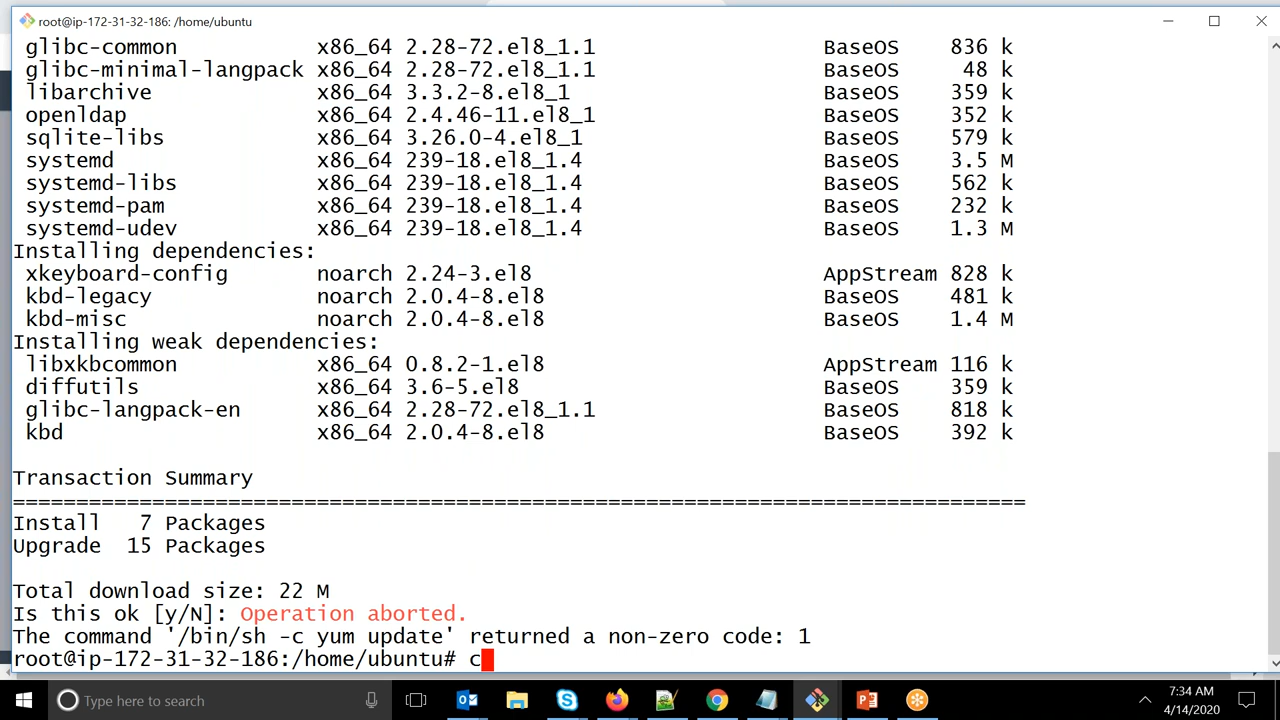 root@ip-172-31-32-186: /home/ubuntu
glibc-common x86_64 2.28-72.el8_1.1 BaseOS 836 k
glibc-minimal-langpack x86_64 2.28-72.el8_1.1 BaseOS 48 k
libarchive x86_64 3.3.2-8.el8_1 BaseOS 359 k
openldap x86_64 2.4.46-11.el8_1 BaseOS 352 k
sqlite-libs x86_64 3.26.0-4.el8_1 BaseOS 579 k
systemd x86_64 239-18.el8_1.4 BaseOS 3.5 M
systemd-libs x86_64 239-18.el8_1.4 BaseOS 562 k
systemd-pam x86_64 239-18.el8_1.4 BaseOS 232 k
systemd-udev x86_64 239-18.el8_1.4 BaseOS 1.3 M
Installing dependencies:
xkeyboard-config noarch 2.24-3.el8 AppStream 828 k
kbd-legacy noarch 2.0.4-8.el8 BaseOS 481 k
kbd-misc noarch 2.0.4-8.el8 BaseOS 1.4 M
Installing weak dependencies:
libxkbcommon x86_64 0.8.2-1.el8 AppStream 116 k
diffutils x86_64 3.6-5.el8 BaseOS 359 k
glibc-langpack-en x86_64 2.28-72.el8_1.1 BaseOS 818 k
kbd x86_64 2.0.4-8.el8 BaseOS 392 k
Transaction Summary
================================================================================
Install 7 Packages
Upgrade 15 Packages
Total download size: 22 M
Is this ok [y/N]: Operation aborted.
The command '/bin/sh -c yum update' returned a non-zero code: 1
root@ip-172-31-32-186:/home/ubuntu# c
Type here to search
7:34 AM
4/14/2020